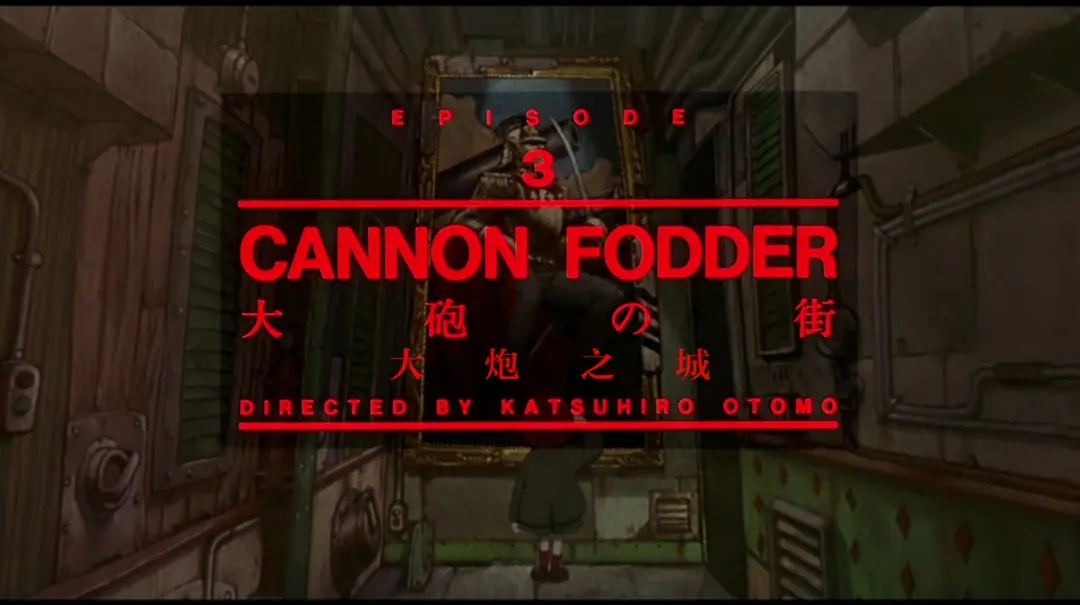 EPISODE
3
CANNON FODDER
大砲の街
大炮之城
DIRECTED BY KATSUHIRO OTOMO